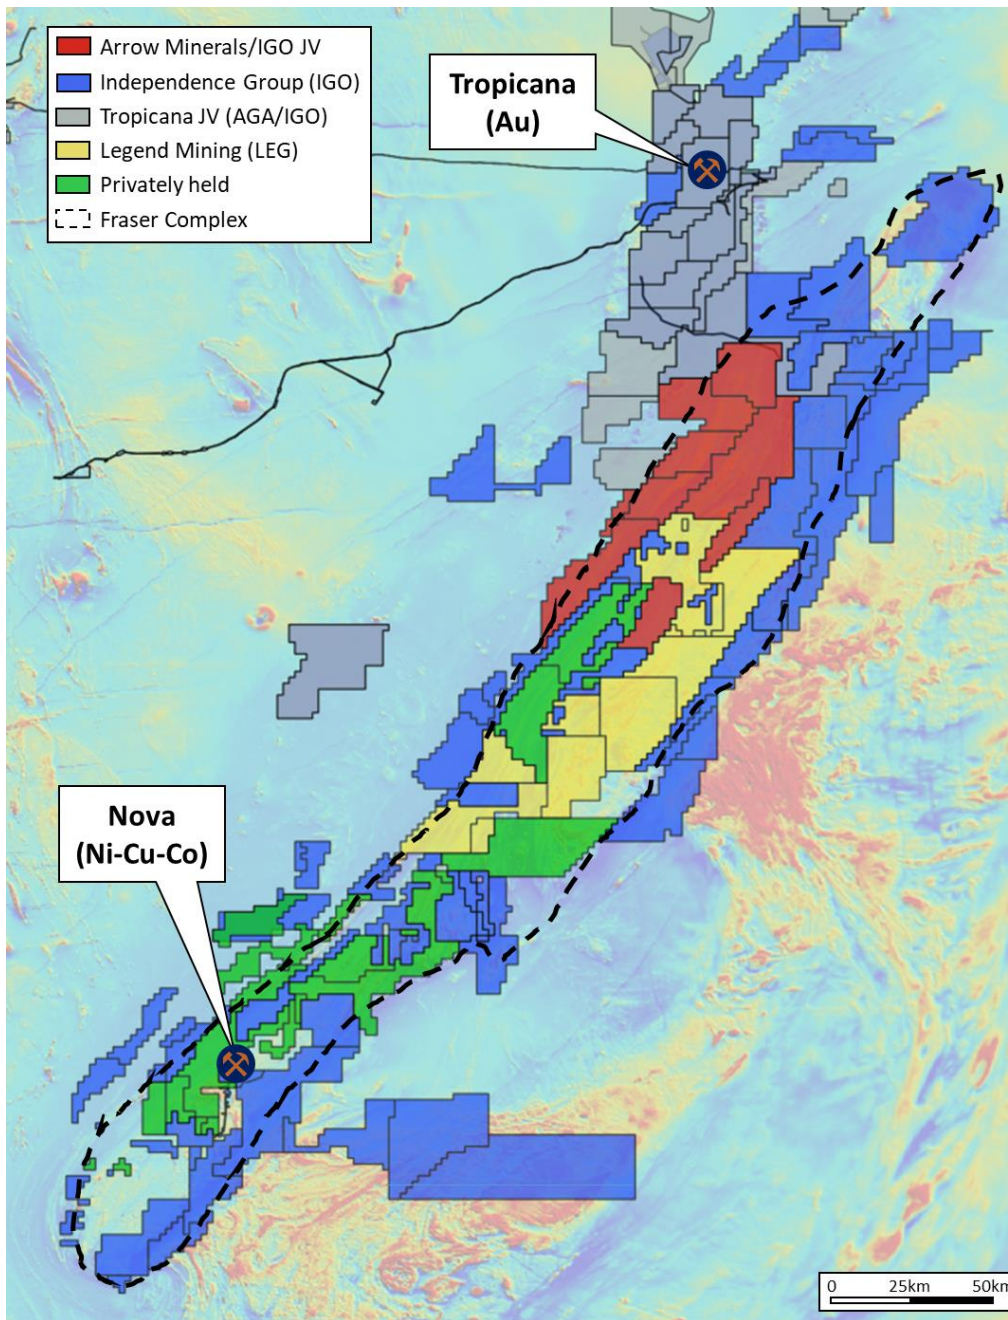 Arrow Minerals/IGO JV
Independence Group (IGO)
Tropicana JV (AGA/IGO)
Legend Mining (LEG)
Privately held
Fraser Complex
Tropicana
(Au)
Nova
(Ni-Cu-Co)
0 25km 50km